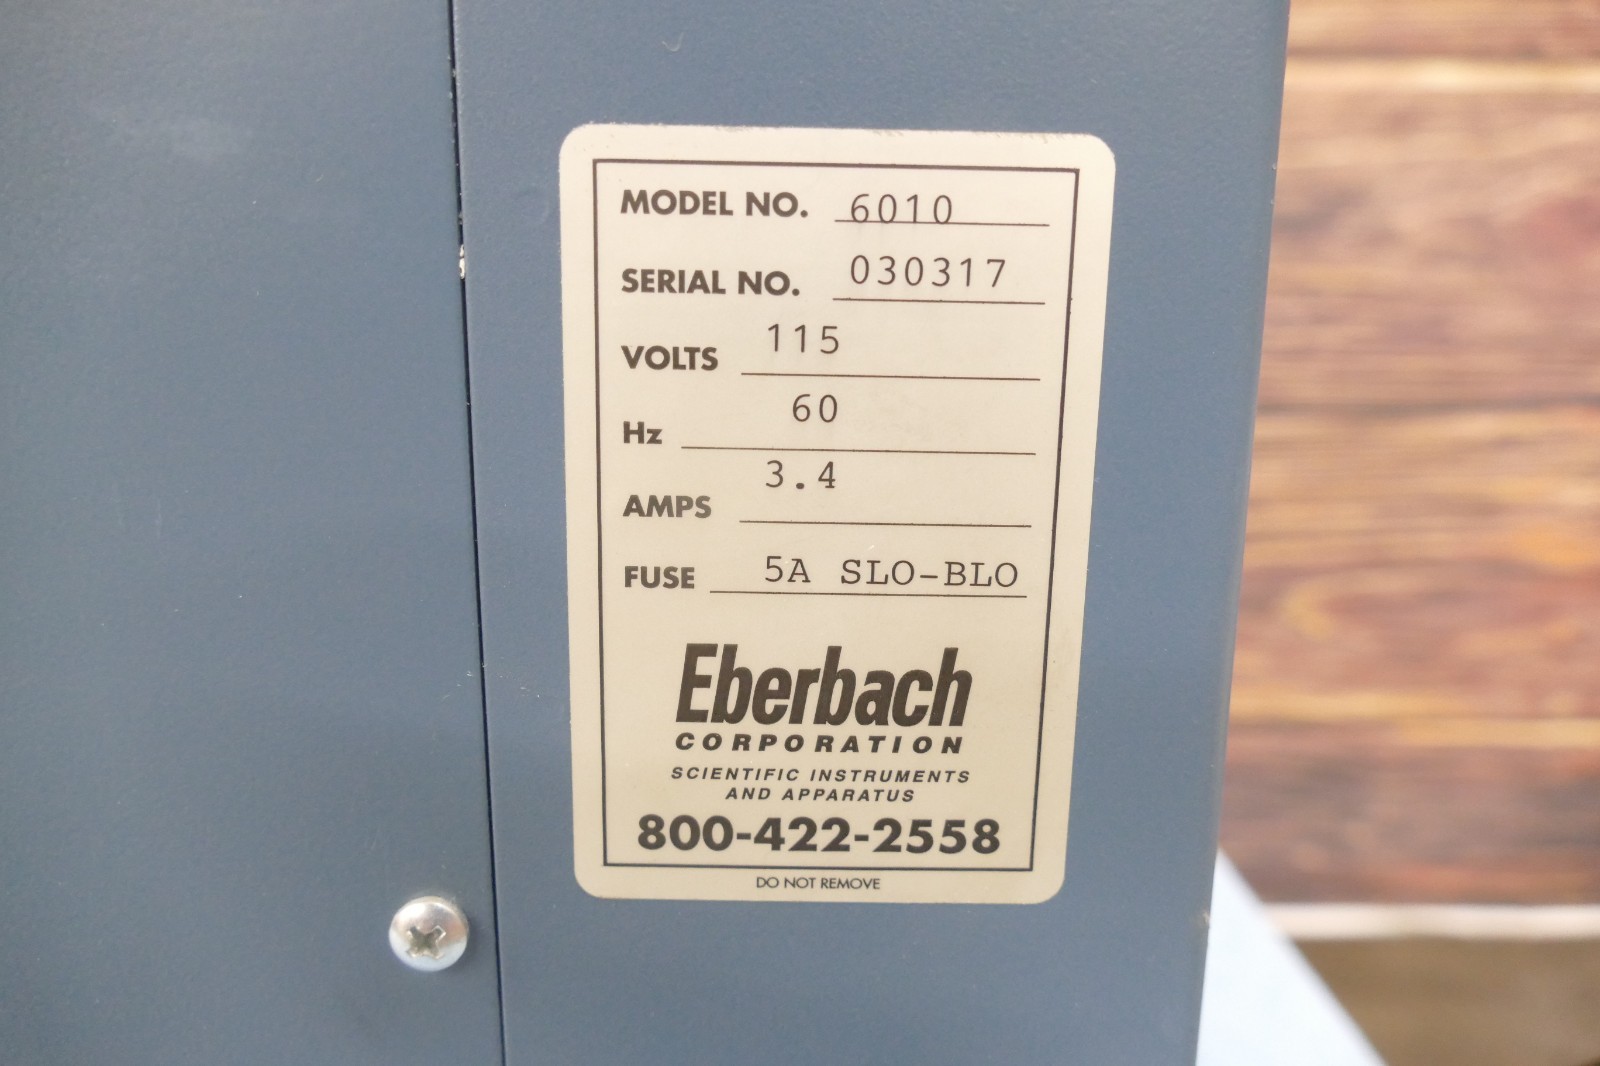 MODEL NO. 6010
SERIAL NO. 030317
VOLTS 115
Hz 60
AMPS 3.4
FUSE 5A SLO-BLO
Eberbach
CORPORATION
SCIENTIFIC INSTRUMENTS
AND APPARATUS
800-422-2558
DO NOT REMOVE